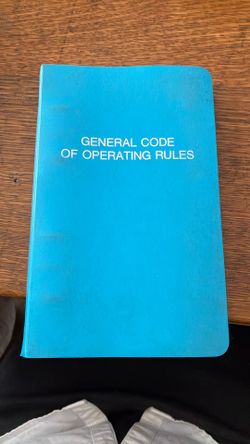 GENERAL CODE
OF OPERATING RULES